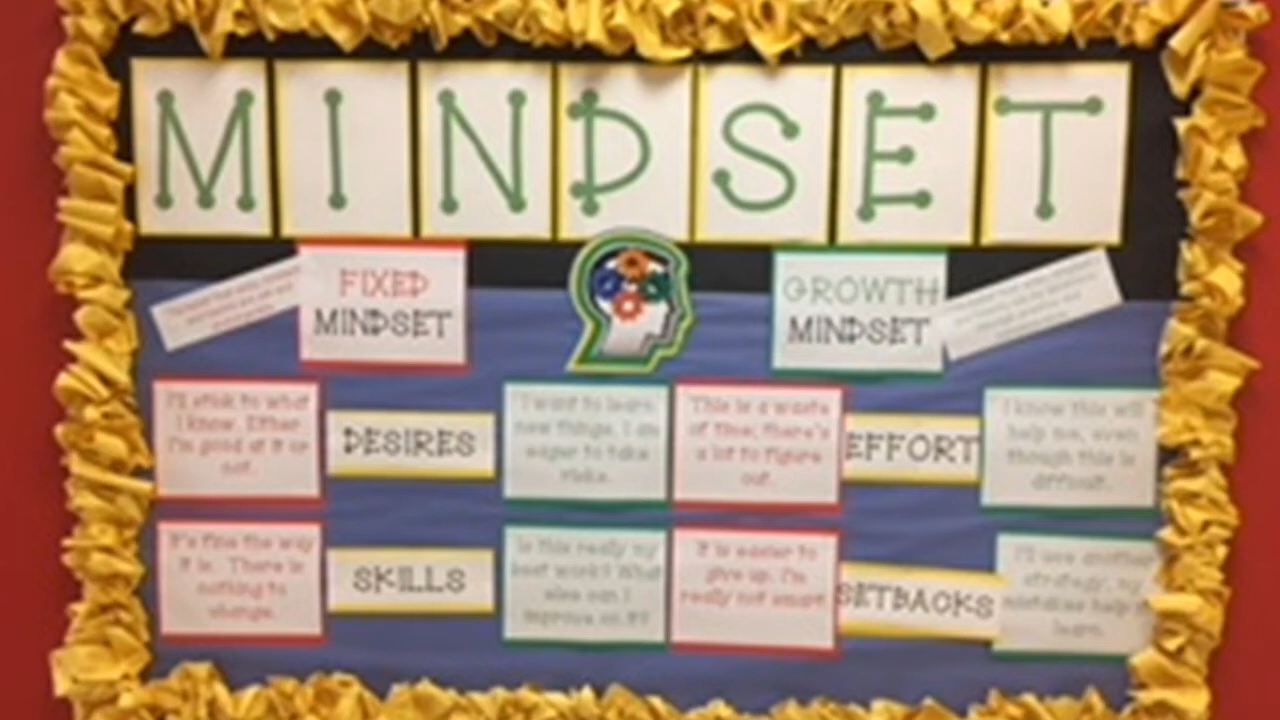 MINDSET
FIXED
MINDSET
GROWTH
MINDSET
I'll stick to what
I know. Either
I'm good at it or
not.
DESIRES
I want to learn
new things. I am
eager to take
risks.
This is a waste
of time; there's
a lot to figure
out.
EFFORT
I know this will
help me, even
though this is
difficult.
It's fine the way
it is. There is
nothing to
change.
SKILLS
Is this really my
best work? What
else can I
improve on it?
It is easier to
give up. I'm
really not smart.
SETBACKS
I'll use another
strategy, my
mistakes help
learn.